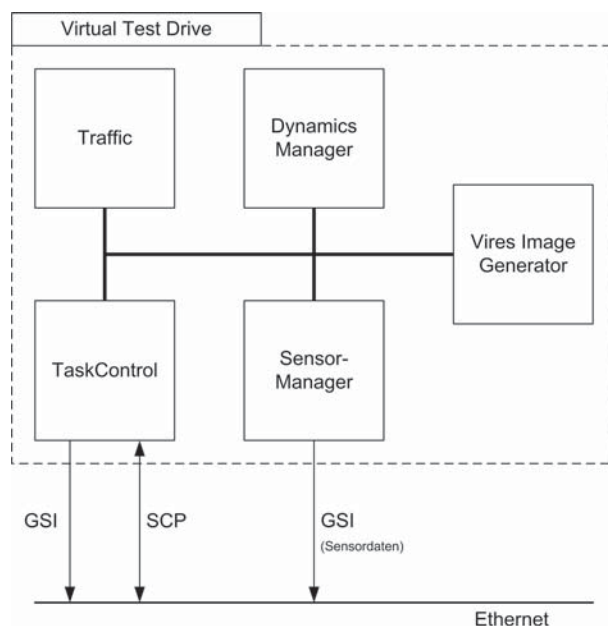 Virtual Test Drive
Traffic
Dynamics
Manager
Vires Image
Generator
TaskControl
Sensor-
Manager
GSI
SCP
GSI
(Sensordaten)
Ethernet